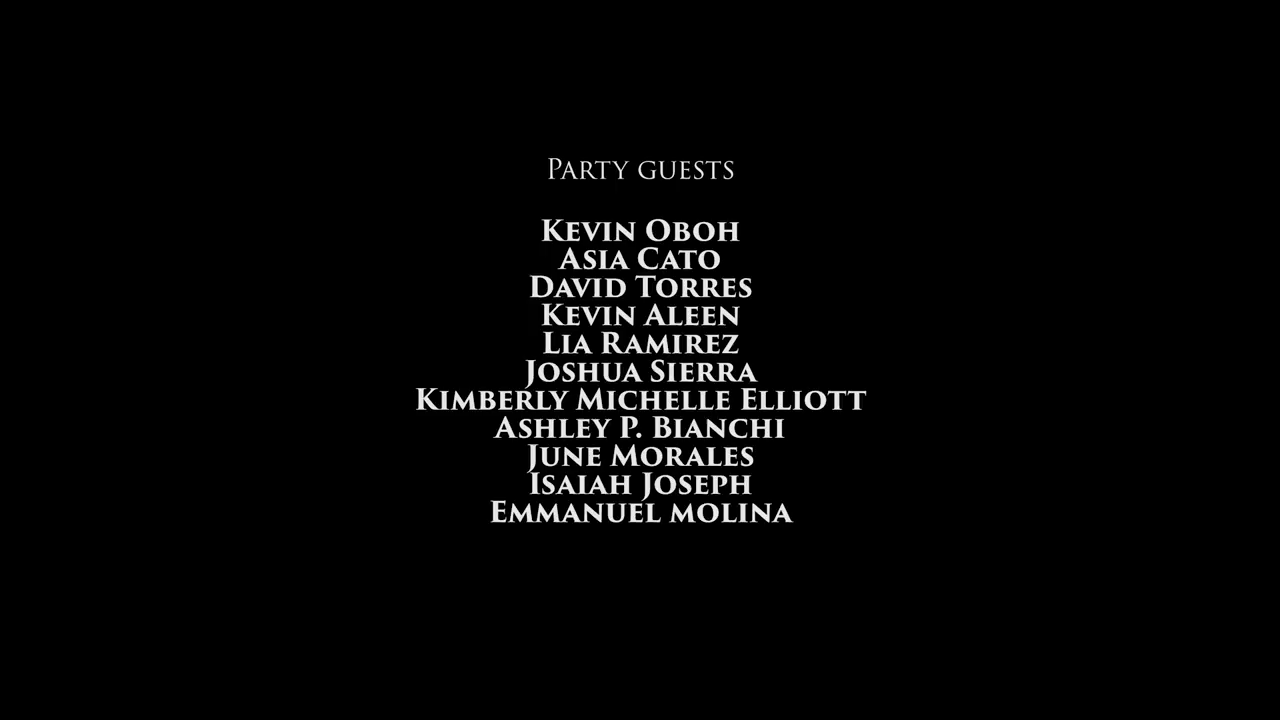 Party guests
Kevin Oboh
Asia Cato
David Torres
Kevin Aleen
Lia Ramirez
Joshua Sierra
Kimberly Michelle Elliott
Ashley P. Bianchi
June Morales
Isaiah Joseph
Emmanuel molina